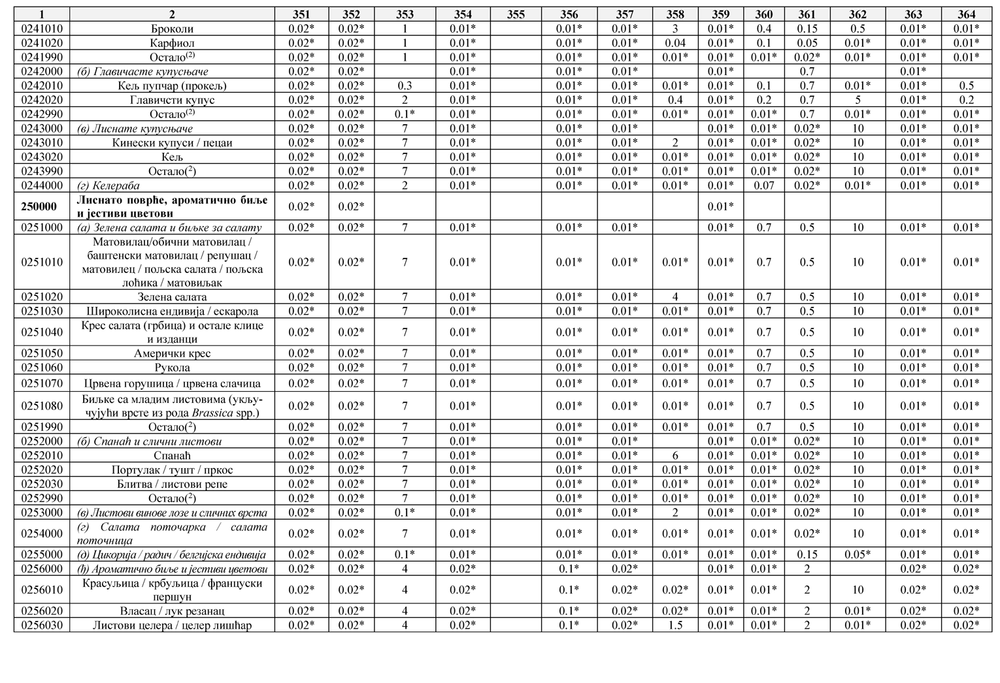 1 2 351 352 353 354 355 356 357 358 359 360 361 362 363 364
0241010 Броколи 0.02* 0.02* 1 0.01* 0.01* 0.01* 3 0.01* 0.4 0.15 0.5 0.01* 0.01*
0241020 Карфиол 0.02* 0.02* 1 0.01* 0.01* 0.01* 0.04 0.01* 0.1 0.05 0.01* 0.01* 0.01*
0241990 Остало(2) 0.02* 0.02* 1 0.01* 0.01* 0.01* 0.01* 0.01* 0.01* 0.02* 0.01* 0.01* 0.01*
0242000 (б) Главичасте купусњаче 0.02* 0.02* 0.01* 0.01* 0.01* 0.01* 0.7 0.01*
0242010 Кељ пупчар (прокељ) 0.02* 0.02* 0.3 0.01* 0.01* 0.01* 0.01* 0.01* 0.1 0.7 0.01* 0.01* 0.5
0242020 Главичсти купус 0.02* 0.02* 2 0.01* 0.01* 0.01* 0.4 0.01* 0.2 0.7 5 0.01* 0.2
0242990 Остало(2) 0.02* 0.02* 0.1* 0.01* 0.01* 0.01* 0.01* 0.01* 0.01* 0.7 0.01* 0.01* 0.01*
0243000 (в) Лиснате купусњаче 0.02* 0.02* 7 0.01* 0.01* 0.01* 0.01* 0.01* 0.02* 10 0.01* 0.01*
0243010 Кинески купуси / пецаи 0.02* 0.02* 7 0.01* 0.01* 0.01* 2 0.01* 0.01* 0.02* 10 0.01* 0.01*
0243020 Кељ 0.02* 0.02* 7 0.01* 0.01* 0.01* 0.01* 0.01* 0.01* 0.02* 10 0.01* 0.01*
0243990 Остало(2) 0.02* 0.02* 7 0.01* 0.01* 0.01* 0.01* 0.01* 0.01* 0.02* 10 0.01* 0.01*
0244000 (г) Келераба 0.02* 0.02* 2 0.01* 0.01* 0.01* 0.01* 0.01* 0.07 0.02* 0.01* 0.01* 0.01*
250000 Лиснато поврће, ароматично биље
и јестиви цветови 0.02* 0.02* 0.01*
0251000 (а) Зелена салата и биљке за салату 0.02* 0.02* 7 0.01* 0.01* 0.01* 0.01* 0.7 0.5 10 0.01* 0.01*
Матовилац/обични матовилац /
баштенски матовилац / репушац /
0251010 матовилец / пољска салата / пољска 0.02* 0.02* 7 0.01* 0.01* 0.01* 0.01* 0.01* 0.7 0.5 10 0.01* 0.01*
лоћика / матовиљак
0251020 Зелена салата 0.02* 0.02* 7 0.01* 0.01* 0.01* 4 0.01* 0.7 0.5 10 0.01* 0.01*
0251030 Широколисна ендивија / ескарола 0.02* 0.02* 7 0.01* 0.01* 0.01* 0.01* 0.01* 0.7 0.5 10 0.01* 0.01*
0251040 Крес салата (грбица) и остале клице
и изданци 0.02* 0.02* 7 0.01* 0.01* 0.01* 0.01* 0.01* 0.7 0.5 10 0.01* 0.01*
0251050 Амерички крес 0.02* 0.02* 7 0.01* 0.01* 0.01* 0.01* 0.01* 0.7 0.5 10 0.01* 0.01*
0251060 Рукола 0.02* 0.02* 7 0.01* 0.01* 0.01* 0.01* 0.01* 0.7 0.5 10 0.01* 0.01*
0251070 Црвена горушица / црвена слачица 0.02* 0.02* 7 0.01* 0.01* 0.01* 0.01* 0.01* 0.7 0.5 10 0.01* 0.01*
0251080 Биљке са младим листовима (укљу-
чујући врсте из рода Brassica spp.) 0.02* 0.02* 7 0.01* 0.01* 0.01* 0.01* 0.01* 0.7 0.5 10 0.01* 0.01*
0251990 Остало(2) 0.02* 0.02* 7 0.01* 0.01* 0.01* 0.01* 0.01* 0.7 0.5 10 0.01* 0.01*
0252000 (б) Спанаћ и слични листови 0.02* 0.02* 7 0.01* 0.01* 0.01* 0.01* 0.01* 0.02* 10 0.01* 0.01*
0252010 Спанаћ 0.02* 0.02* 7 0.01* 0.01* 0.01* 6 0.01* 0.01* 0.02* 10 0.01* 0.01*
0252020 Портулак / тушт / пркос 0.02* 0.02* 7 0.01* 0.01* 0.01* 0.01* 0.01* 0.01* 0.02* 10 0.01* 0.01*
0252030 Блитва / листови репе 0.02* 0.02* 7 0.01* 0.01* 0.01* 0.01* 0.01* 0.01* 0.02* 10 0.01* 0.01*
0252990 Остало(2) 0.02* 0.02* 7 0.01* 0.01* 0.01* 0.01* 0.01* 0.01* 0.02* 10 0.01* 0.01*
0253000 (в) Листови винове лозе и сличних врста 0.02* 0.02* 0.1* 0.01* 0.01* 0.01* 2 0.01* 0.01* 0.02* 10 0.01* 0.01*
0254000 (г) Салата поточарка / салата
поточница 0.02* 0.02* 7 0.01* 0.01* 0.01* 0.01* 0.01* 0.01* 0.02* 10 0.01* 0.01*
0255000 (д) Цикорија / радич / белгијска ендивија 0.02* 0.02* 0.1* 0.01* 0.01* 0.01* 0.01* 0.01* 0.01* 0.15 0.05* 0.01* 0.01*
0256000 (ђ) Ароматично биље и јестиви цветови 0.02* 0.02* 4 0.02* 0.1* 0.02* 0.01* 0.01* 2 0.02* 0.02*
0256010 Красуљица / крбуљица / француски
першун 0.02* 0.02* 4 0.02* 0.1* 0.02* 0.02* 0.01* 0.01* 2 10 0.02* 0.02*
0256020 Власац / лук резанац 0.02* 0.02* 4 0.02* 0.1* 0.02* 0.02* 0.01* 0.01* 2 0.01* 0.02* 0.02*
0256030 Листови целера / целер лишћар 0.02* 0.02* 4 0.02* 0.1* 0.02* 1.5 0.01* 0.01* 2 0.01* 0.02* 0.02*